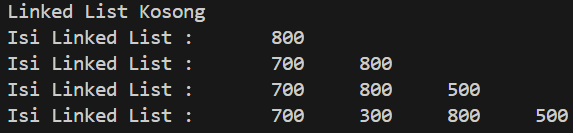 Linked List Kosong
Isi Linked List : 800
Isi Linked List : 700 800
Isi Linked List : 700 800 500
Isi Linked List : 700 300 800 500